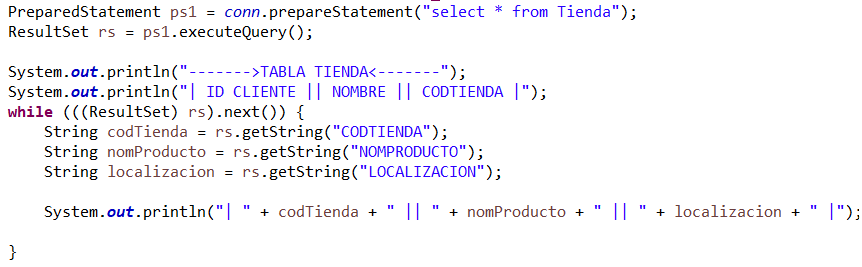 PreparedStatement ps1 = conn.prepareStatement("select * from Tienda");
ResultSet rs = ps1.executeQuery();
System.out.println("------->TABLA TIENDA<-------");
System.out.println("| ID CLIENTE || NOMBRE || CODTIENDA |");
while (((ResultSet) rs).next()) {
    String codTienda = rs.getString("CODTIENDA");
    String nomProducto = rs.getString("NOMPRODUCTO");
    String localizacion = rs.getString("LOCALIZACION");
    System.out.println("| " + codTienda + " || " + nomProducto + " || " + localizacion + " |");
}